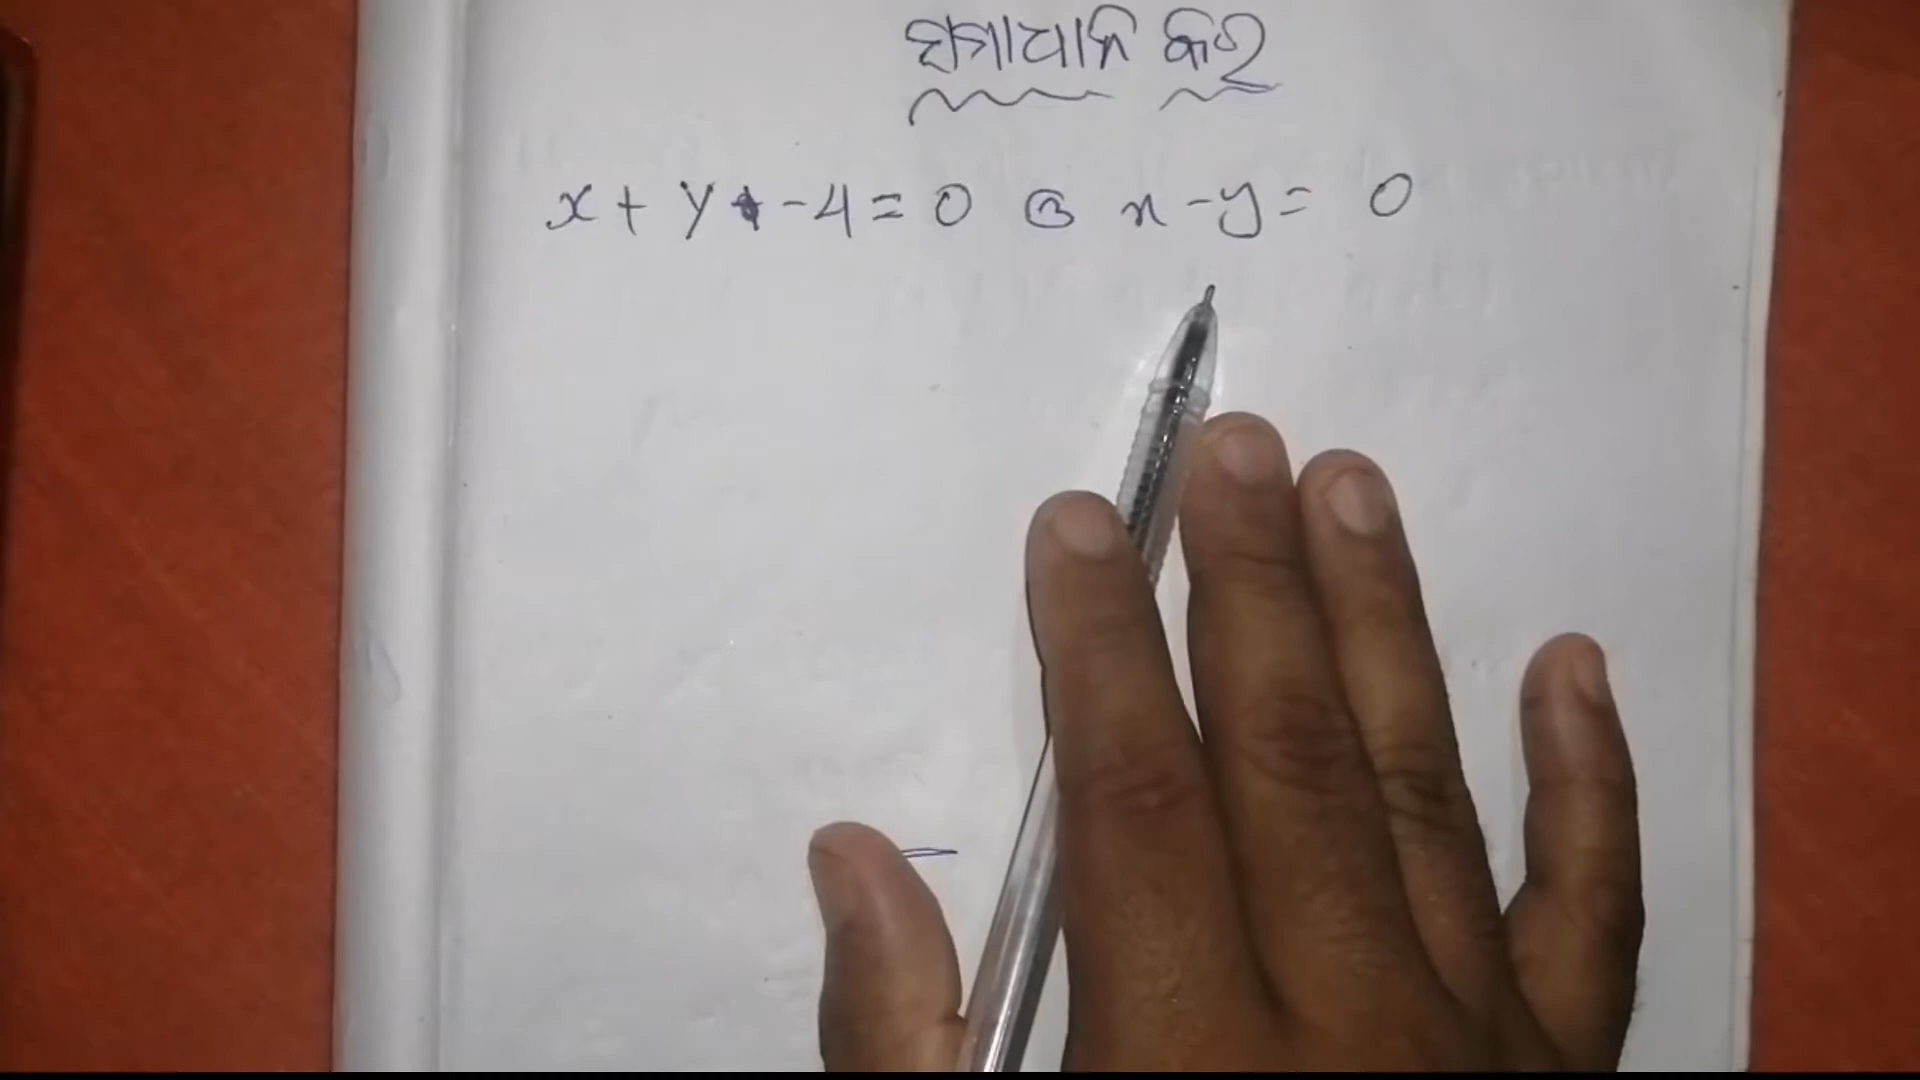 ସମାଧାନ କର
x + y - 4 = 0 ଓ x - y = 0